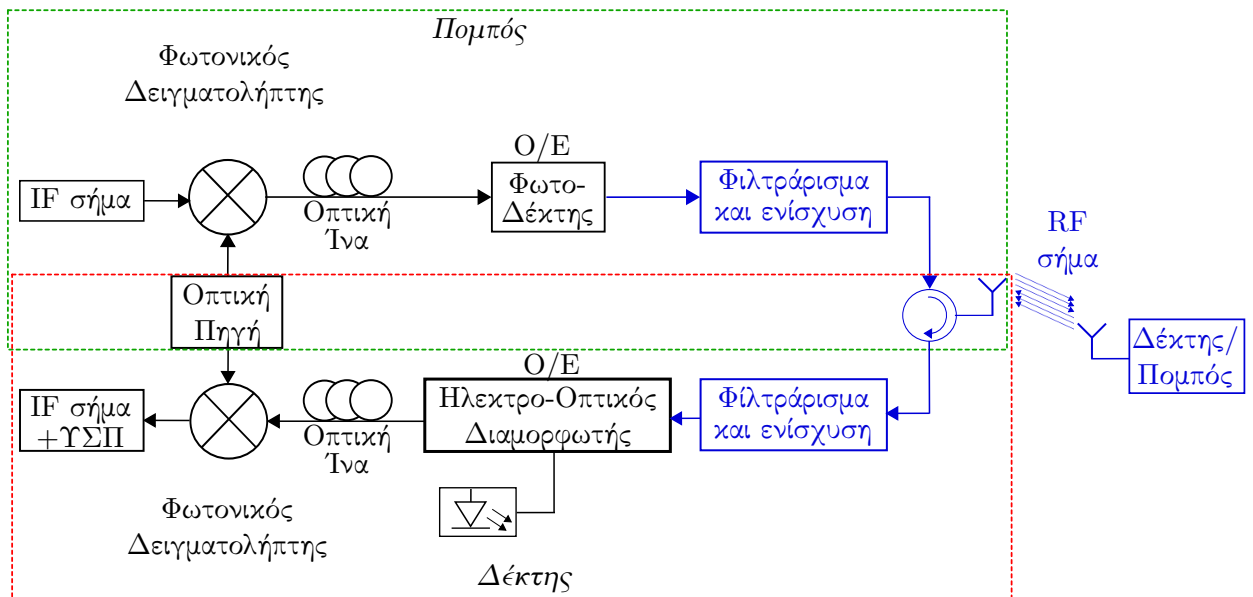 Πομπός
Φωτονικός
Δειγματολήπτης
IF σήμα
Οπτική
Ίνα
O/E
Φωτο-
Δέκτης
Φιλτράρισμα
και ενίσχυση
RF
σήμα
Οπτική
Πηγή
Δέκτης/
Πομπός
IF σήμα
+ΥΣΠ
Οπτική
Ίνα
O/E
Ηλεκτρο-Οπτικός
Διαμορφωτής
Φίλτράρισμα
και ενίσχυση
Φωτονικός
Δειγματολήπτης
Δέκτης